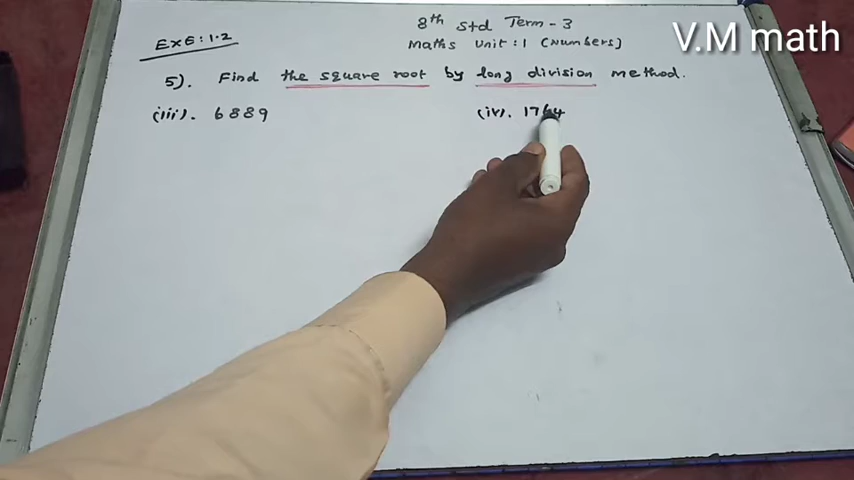 V.M math
8th Std Term - 3
Maths Unit : 1 (Numbers)
EXE : 1.2
5). Find the square root by long division method.
(iii). 6889 (iv). 1764